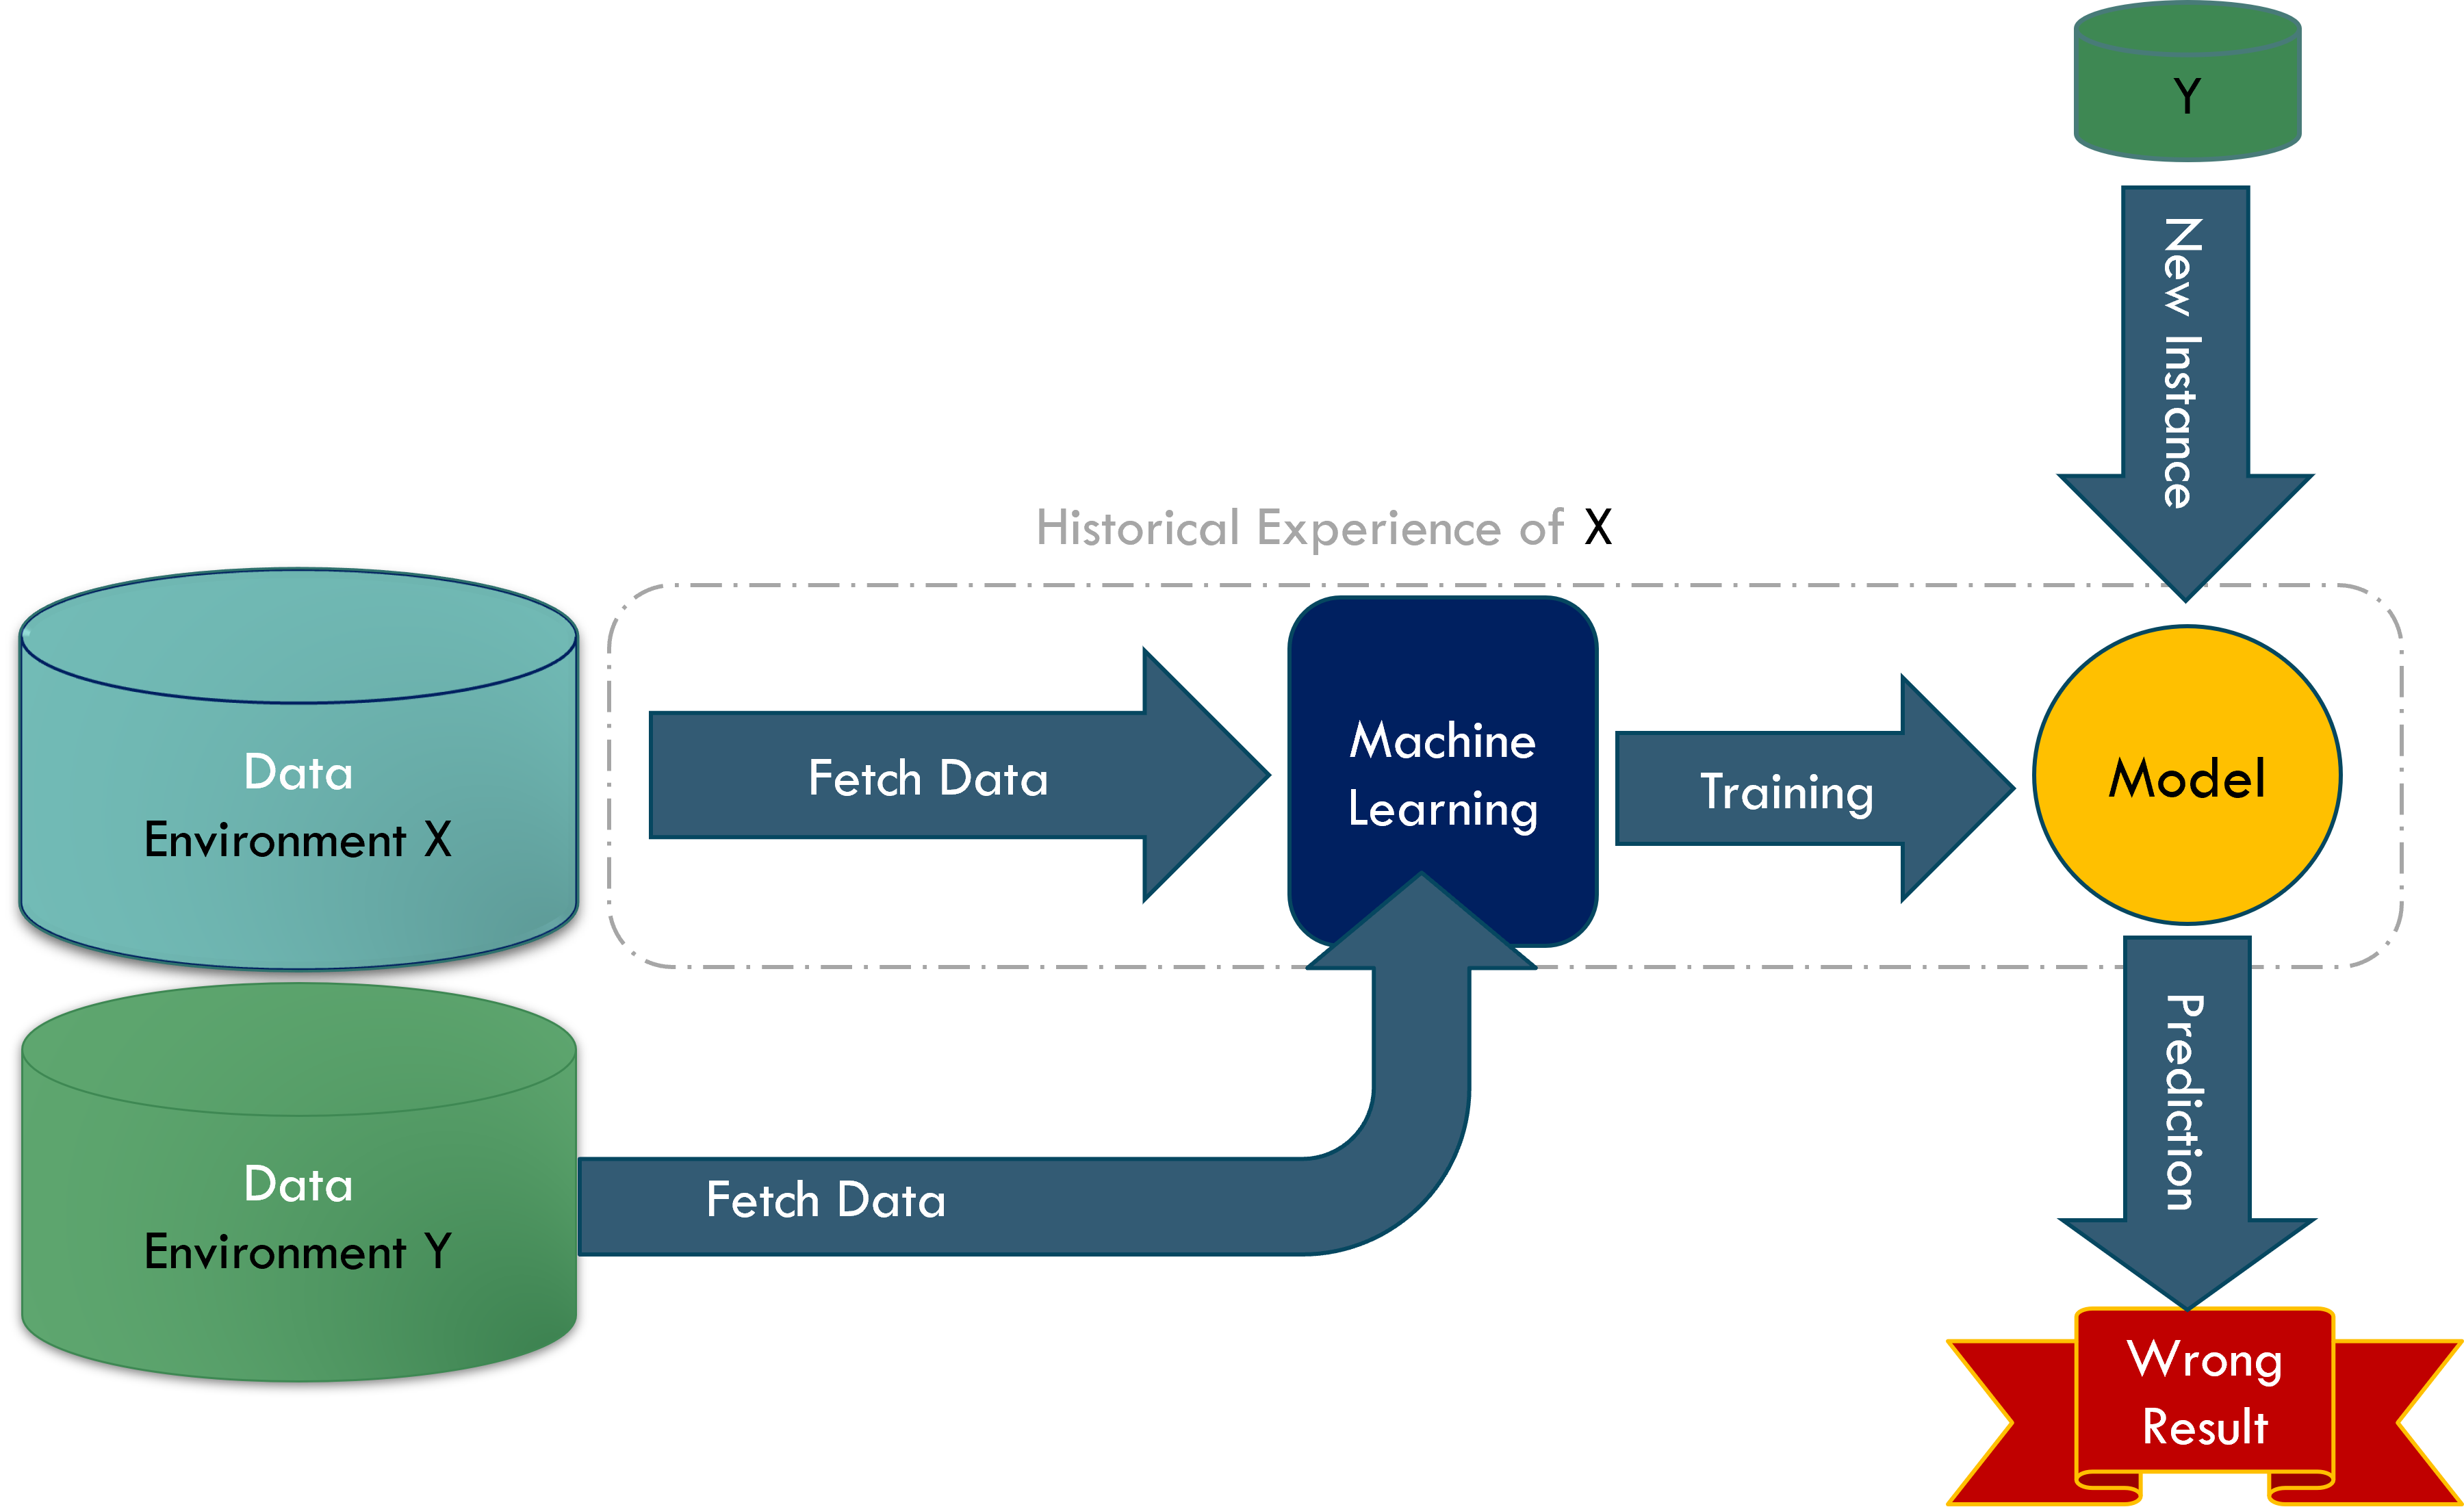 Y
New Instance
Historical Experience of X
Data
Environment X
Fetch Data
Machine
Learning
Training
Model
Data
Environment Y
Fetch Data
Prediction
Wrong
Result